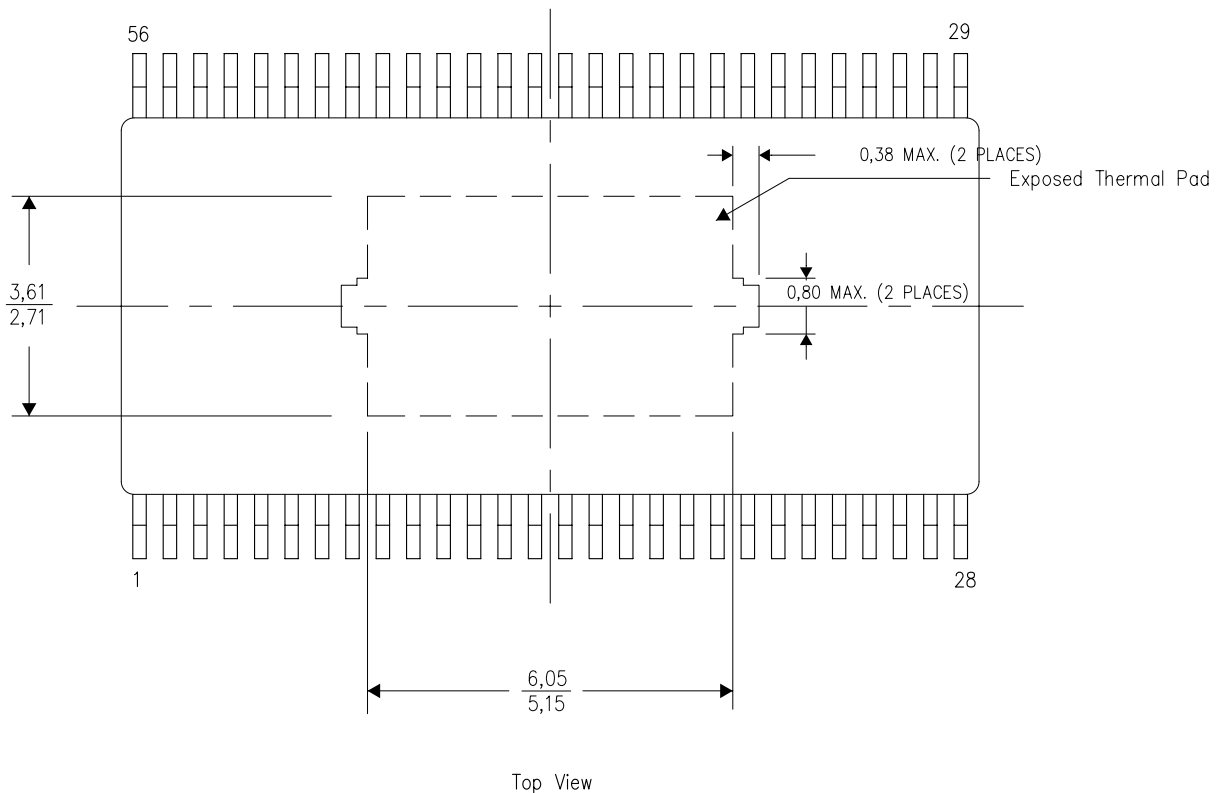 56
29
0,38 MAX. (2 PLACES)
Exposed Thermal Pad
3,61
2,71
0,80 MAX. (2 PLACES)
1
28
6,05
5,15
Top View